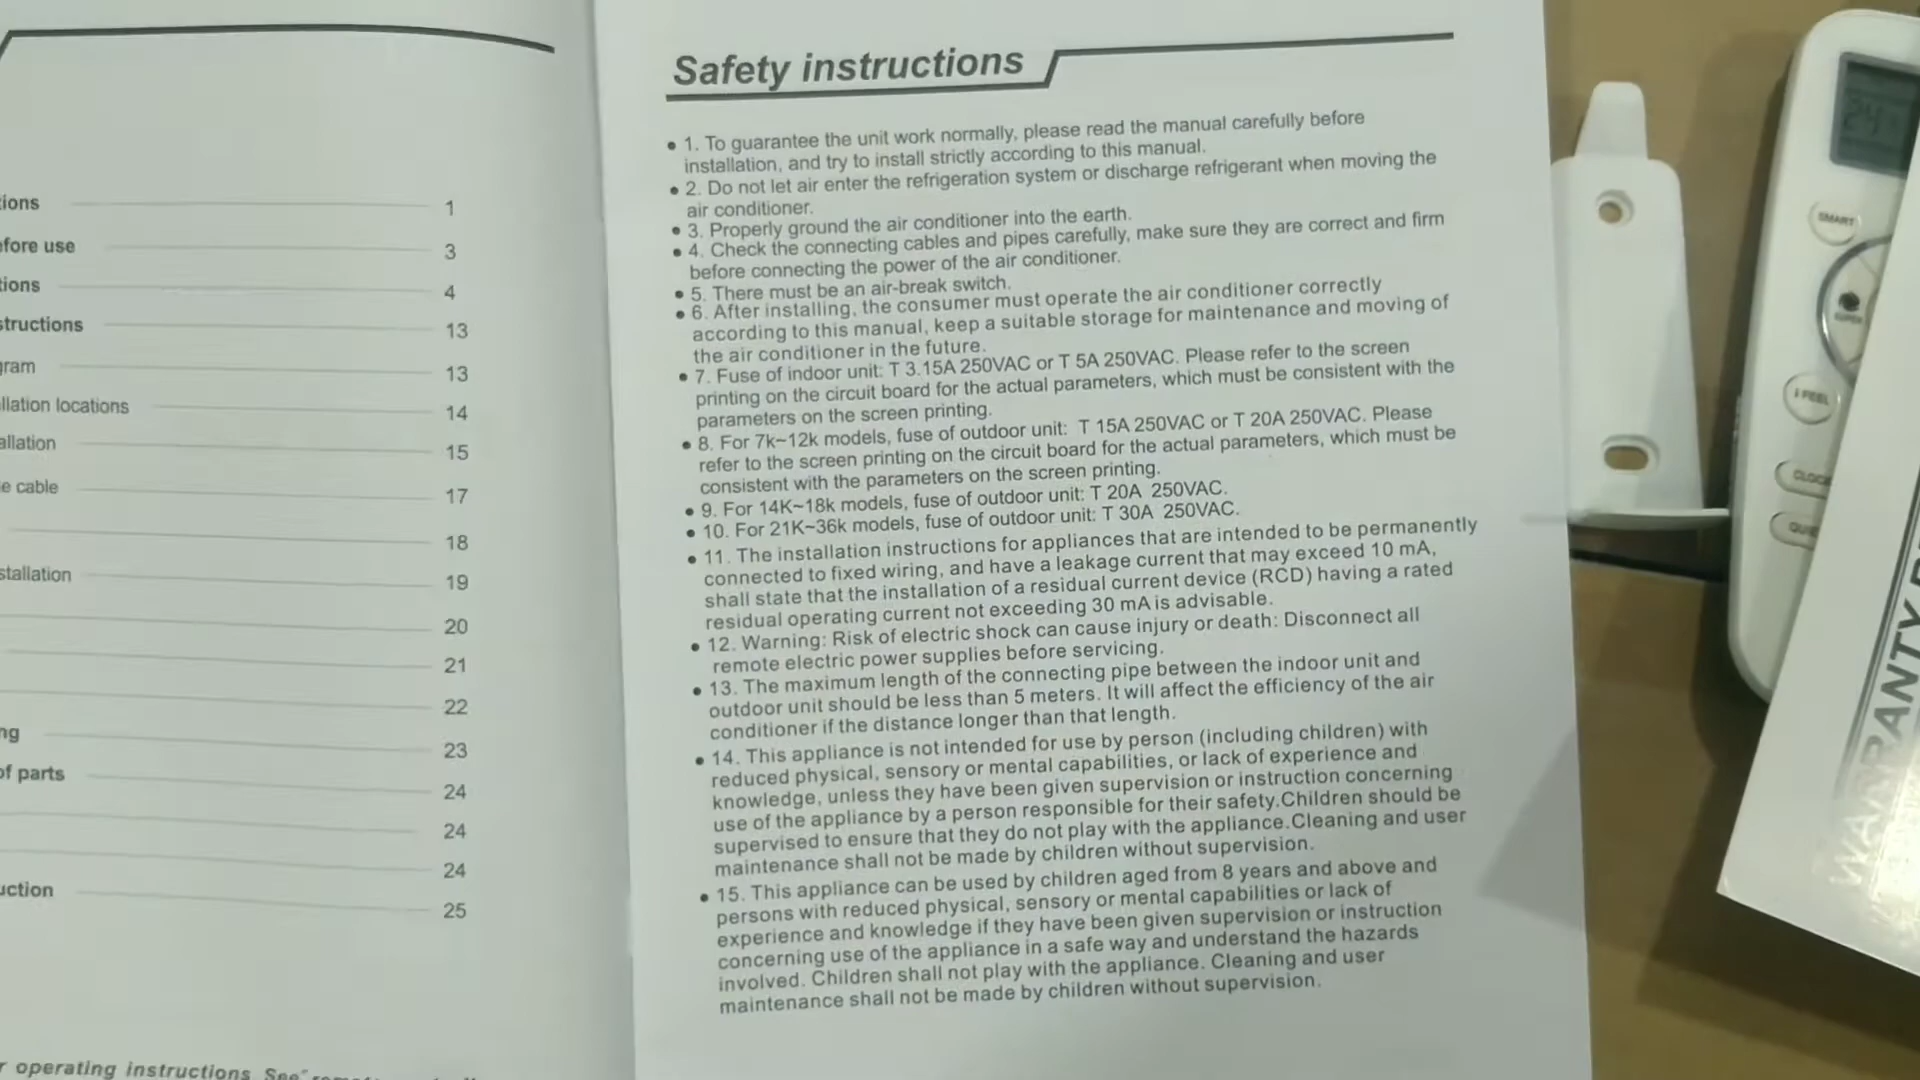 ions 1
efore use 3
tions 4
structions 13
gram 13
llation locations 14
allation 15
e cable 17
18
stallation 19
20
21
22
ng 23
of parts 24
24
24
uction 25
r operating instructions. See"
Safety instructions
• 1. To guarantee the unit work normally, please read the manual carefully before
installation, and try to install strictly according to this manual.
• 2. Do not let air enter the refrigeration system or discharge refrigerant when moving the
air conditioner.
• 3. Properly ground the air conditioner into the earth.
• 4. Check the connecting cables and pipes carefully, make sure they are correct and firm
before connecting the power of the air conditioner.
• 5. There must be an air-break switch.
• 6. After installing, the consumer must operate the air conditioner correctly
according to this manual, keep a suitable storage for maintenance and moving of
the air conditioner in the future.
• 7. Fuse of indoor unit: T 3.15A 250VAC or T 5A 250VAC. Please refer to the screen
printing on the circuit board for the actual parameters, which must be consistent with the
parameters on the screen printing.
• 8. For 7k~12k models, fuse of outdoor unit: T 15A 250VAC or T 20A 250VAC. Please
refer to the screen printing on the circuit board for the actual parameters, which must be
consistent with the parameters on the screen printing.
• 9. For 14K~18k models, fuse of outdoor unit: T 20A 250VAC.
• 10. For 21K~36k models, fuse of outdoor unit: T 30A 250VAC.
• 11. The installation instructions for appliances that are intended to be permanently
connected to fixed wiring, and have a leakage current that may exceed 10 mA,
shall state that the installation of a residual current device (RCD) having a rated
residual operating current not exceeding 30 mA is advisable.
• 12. Warning: Risk of electric shock can cause injury or death: Disconnect all
remote electric power supplies before servicing.
• 13. The maximum length of the connecting pipe between the indoor unit and
outdoor unit should be less than 5 meters. It will affect the efficiency of the air
conditioner if the distance longer than that length.
• 14. This appliance is not intended for use by person (including children) with
reduced physical, sensory or mental capabilities, or lack of experience and
knowledge, unless they have been given supervision or instruction concerning
use of the appliance by a person responsible for their safety.Children should be
supervised to ensure that they do not play with the appliance.Cleaning and user
maintenance shall not be made by children without supervision.
• 15. This appliance can be used by children aged from 8 years and above and
persons with reduced physical, sensory or mental capabilities or lack of
experience and knowledge if they have been given supervision or instruction
concerning use of the appliance in a safe way and understand the hazards
involved. Children shall not play with the appliance. Cleaning and user
maintenance shall not be made by children without supervision.
24
SMART
SUPER
I FEEL
CLOCK
QUIE
WARRANTY